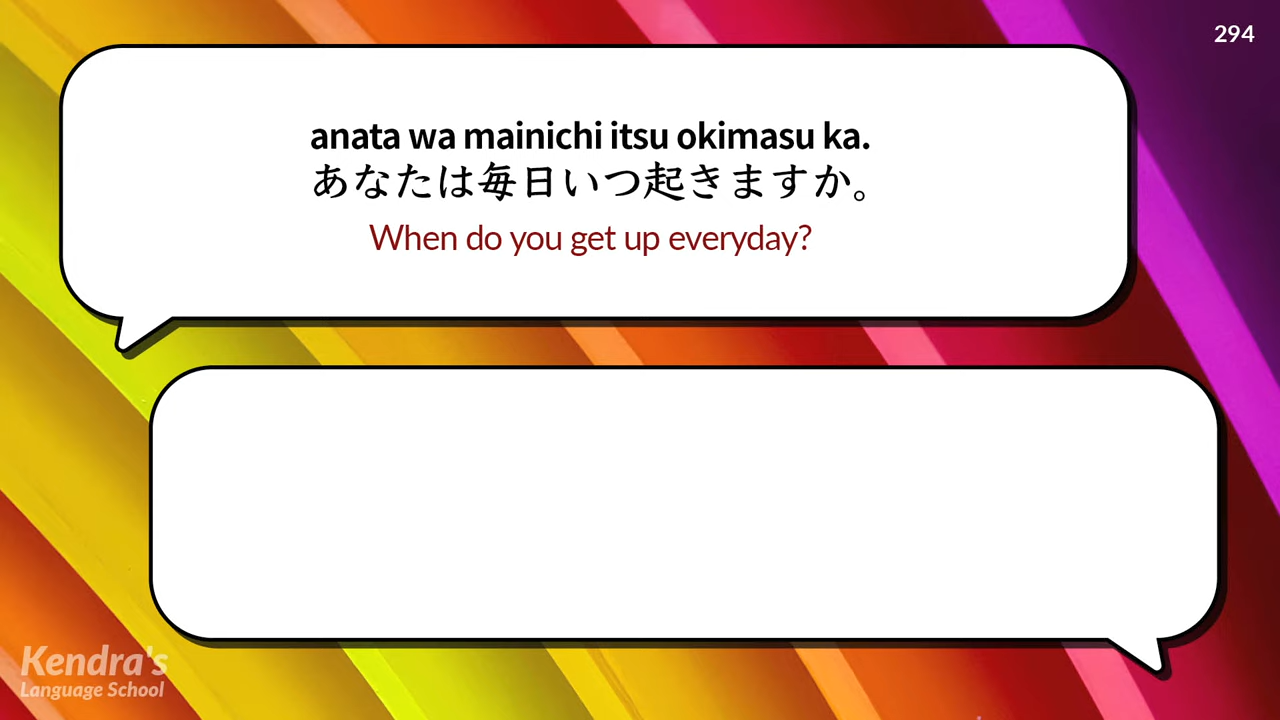 294
anata wa mainichi itsu okimasu ka.
あなたは毎日いつ起きますか。
When do you get up everyday?
Kendra's
Language School